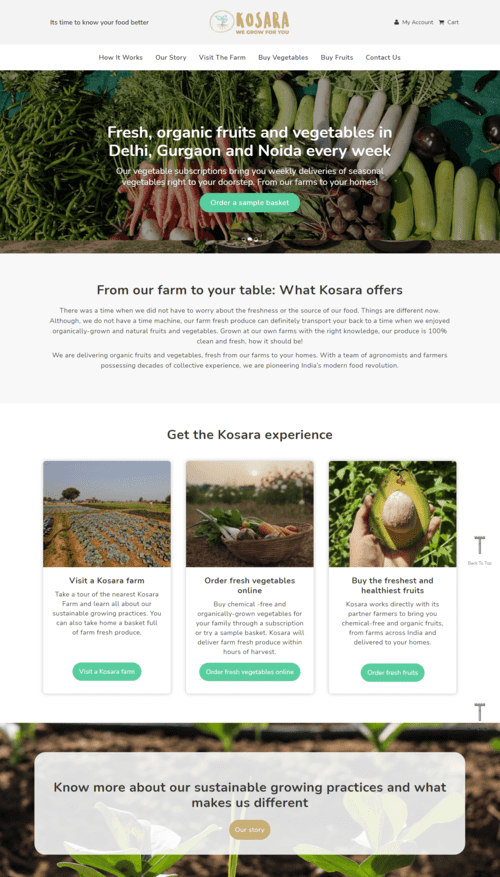 Its time to know your food better
KOSARA
WE GROW FOR YOU
My Account
Cart
How It Works
Our Story
Visit The Farm
Buy Vegetables
Buy Fruits
Contact Us
Fresh, organic fruits and vegetables in
Delhi, Gurgaon and Noida every week
Our vegetable subscriptions bring you weekly deliveries of seasonal
vegetables right to your doorstep. From our farms to your homes!
Order a sample basket
From our farm to your table: What Kosara offers
There was a time when we did not have to worry about the freshness or the source of our food. Things are different now.
Although, we do not have a time machine, our farm fresh produce can definitely transport your back to a time when we enjoyed
organically-grown and natural fruits and vegetables. Grown at our own farms with the right knowledge, our produce is 100%
clean and fresh, how it should be!
We are delivering organic fruits and vegetables, fresh from our farms to your homes. With a team of agronomists and farmers
possessing decades of collective experience, we are pioneering India's modern food revolution.
Get the Kosara experience
Visit a Kosara farm
Take a tour of the nearest Kosara
Farm and learn all about our
sustainable growing practices. You
can also take home a basket full
of farm fresh produce.
Visit a Kosara farm
Order fresh vegetables
online
Buy chemical -free and
organically-grown vegetables for
your family through a subscription
or try a sample basket. Kosara will
deliver farm fresh produce within
hours of harvest.
Order fresh vegetables online
Buy the freshest and
healthiest fruits
Kosara works directly with its
partner farmers to bring you
chemical-free and organic fruits,
from farms across India and
delivered to your homes.
Order fresh fruits
Back To Top
Know more about our sustainable growing practices and what
makes us different
Our story